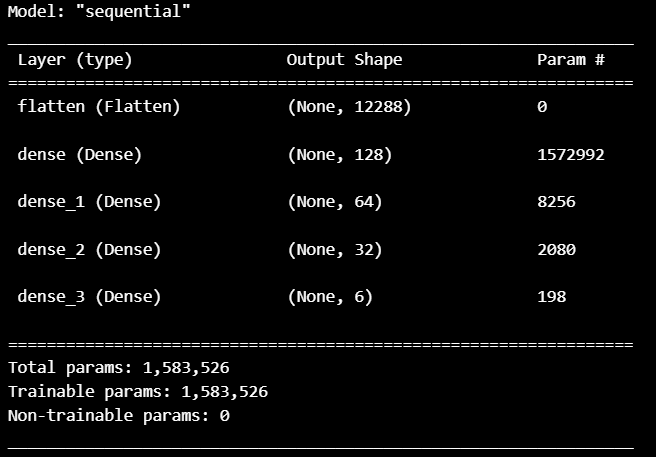 Model: "sequential"
Layer (type) Output Shape Param #
flatten (Flatten) (None, 12288) 0
dense (Dense) (None, 128) 1572992
dense_1 (Dense) (None, 64) 8256
dense_2 (Dense) (None, 32) 2080
dense_3 (Dense) (None, 6) 198
Total params: 1,583,526
Trainable params: 1,583,526
Non-trainable params: 0